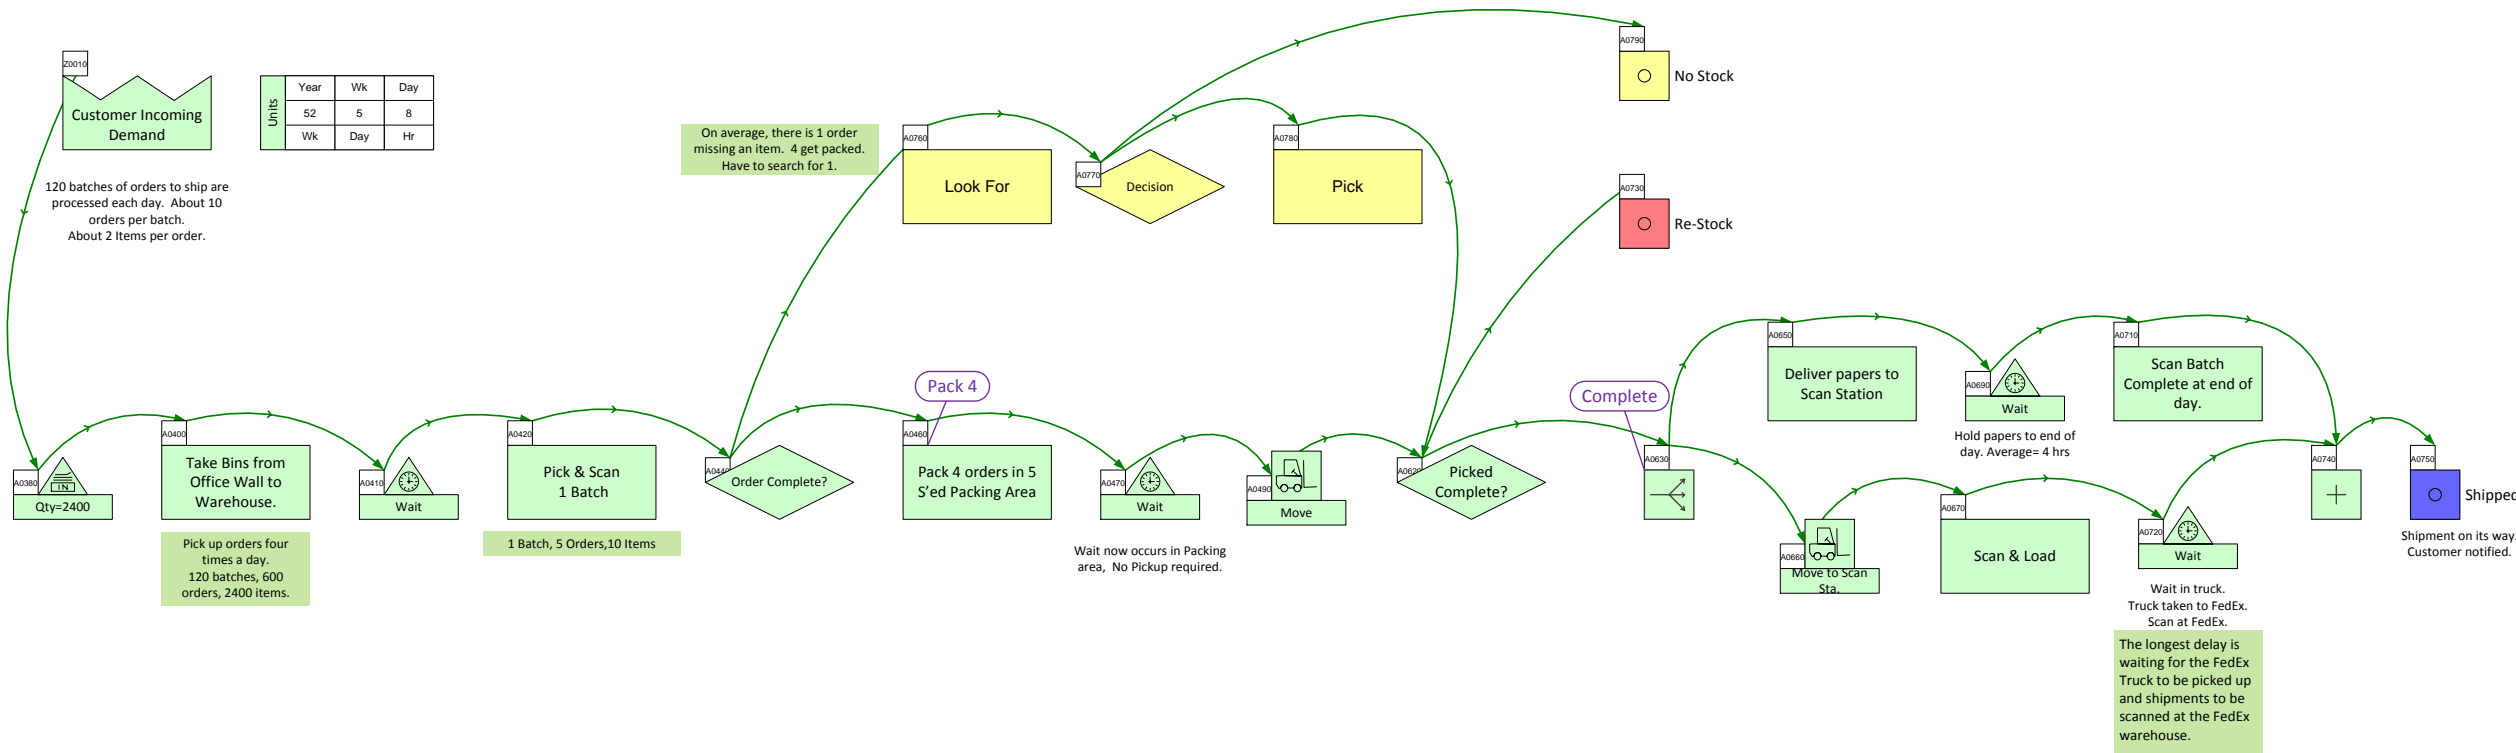 Z0010
Customer Incoming
Demand
Units
Year Wk Day
52 5 8
Wk Day Hr
120 batches of orders to ship are
processed each day. About 10
orders per batch.
About 2 Items per order.
On average, there is 1 order
missing an item. 4 get packed.
Have to search for 1.
A0760
Look For
A0770
Decision
A0780
Pick
A0790
No Stock
A0730
Re-Stock
A0380
IN
Qty=2400
A0400
Take Bins from
Office Wall to
Warehouse.
Pick up orders four
times a day.
120 batches, 600
orders, 2400 items.
A0410
Wait
A0420
Pick & Scan
1 Batch
1 Batch, 5 Orders,10 Items
A0440
Order Complete?
Pack 4
A0460
Pack 4 orders in 5
S'ed Packing Area
A0470
Wait
Wait now occurs in Packing
area, No Pickup required.
A0490
Move
A0620
Picked
Complete?
Complete
A0630
A0650
Deliver papers to
Scan Station
A0690
Wait
Hold papers to end of
day. Average= 4 hrs
A0710
Scan Batch
Complete at end of
day.
A0660
Move to Scan
Sta.
A0670
Scan & Load
A0720
Wait
Wait in truck.
Truck taken to FedEx.
Scan at FedEx.
The longest delay is
waiting for the FedEx
Truck to be picked up
and shipments to be
scanned at the FedEx
warehouse.
A0740
A0750
Shipped
Shipment on its way.
Customer notified.